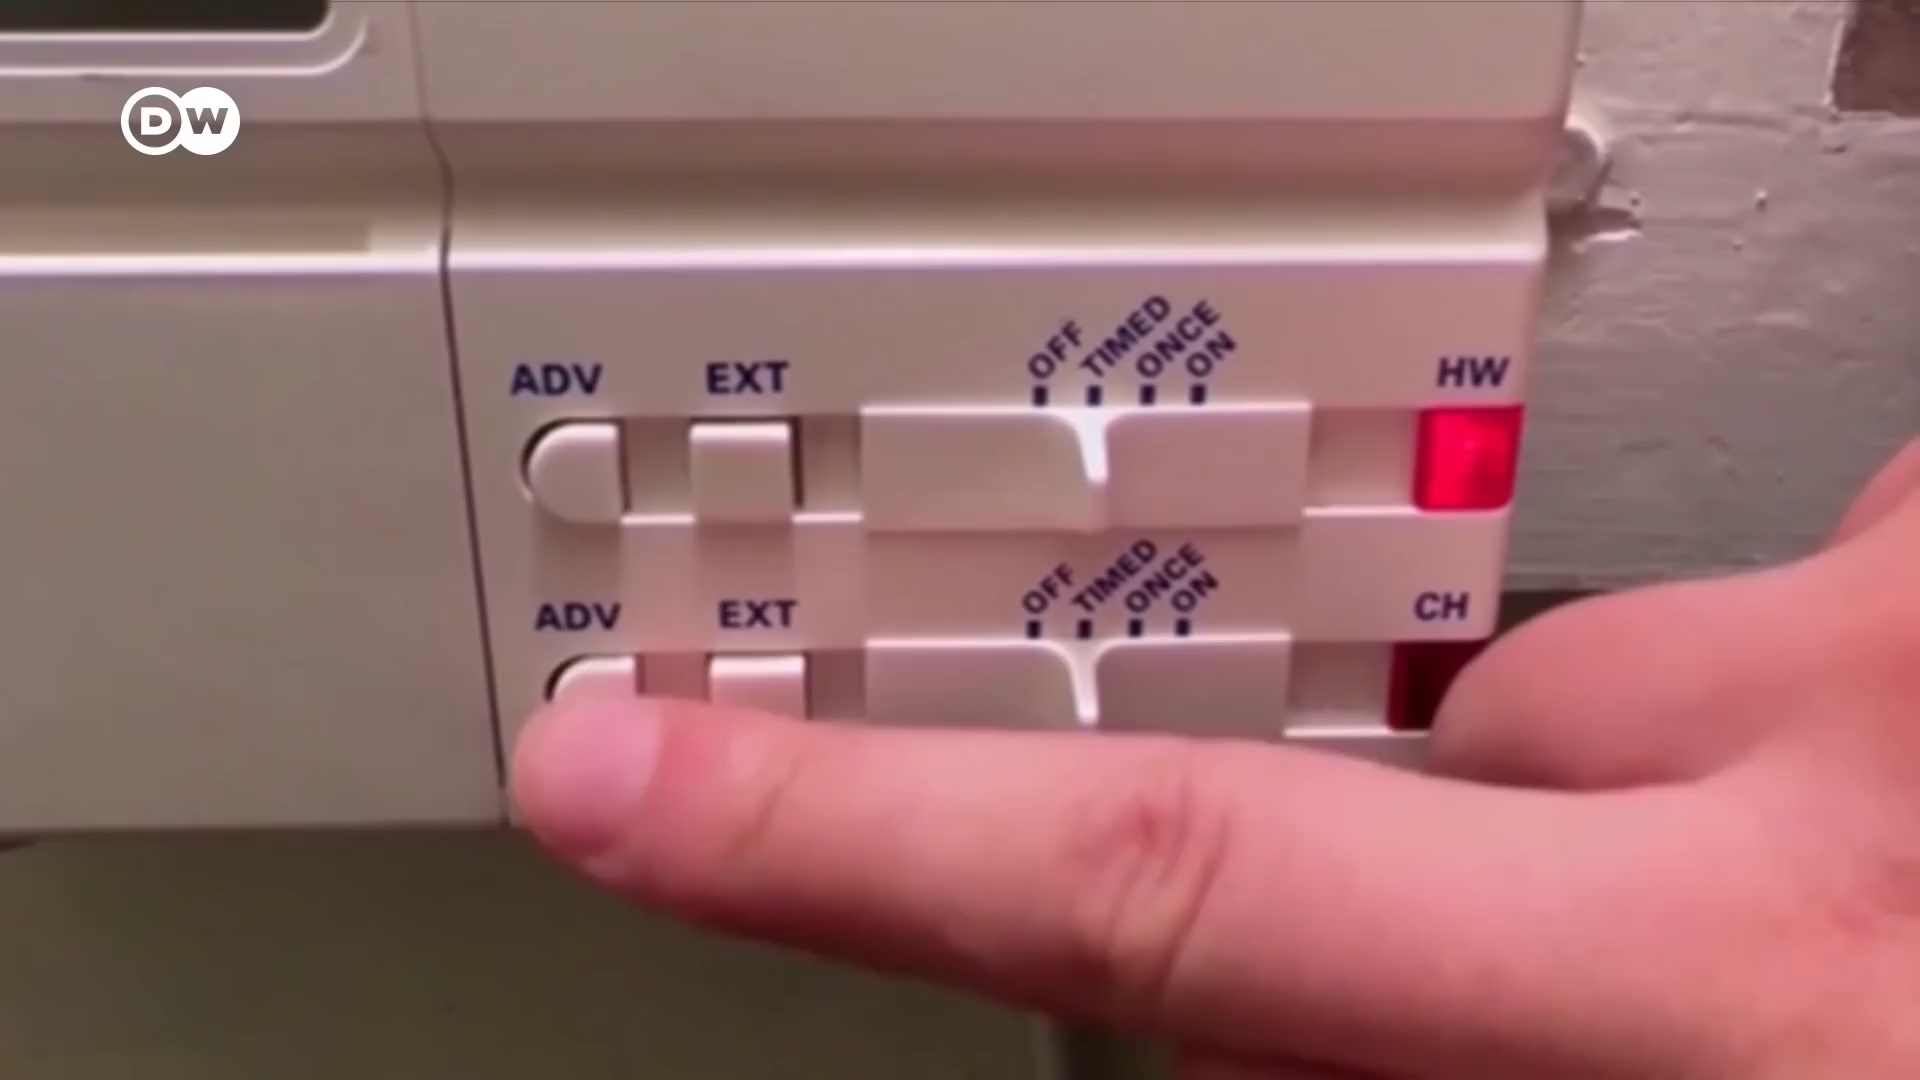 DW
OFF TIMED ONCE ON
ADV EXT HW
OFF TIMED ONCE ON
ADV EXT CH